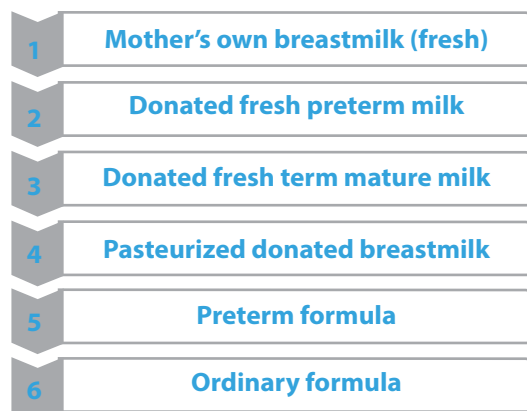 1 Mother’s own breastmilk (fresh)
2 Donated fresh preterm milk
3 Donated fresh term mature milk
4 Pasteurized donated breastmilk
5 Preterm formula
6 Ordinary formula